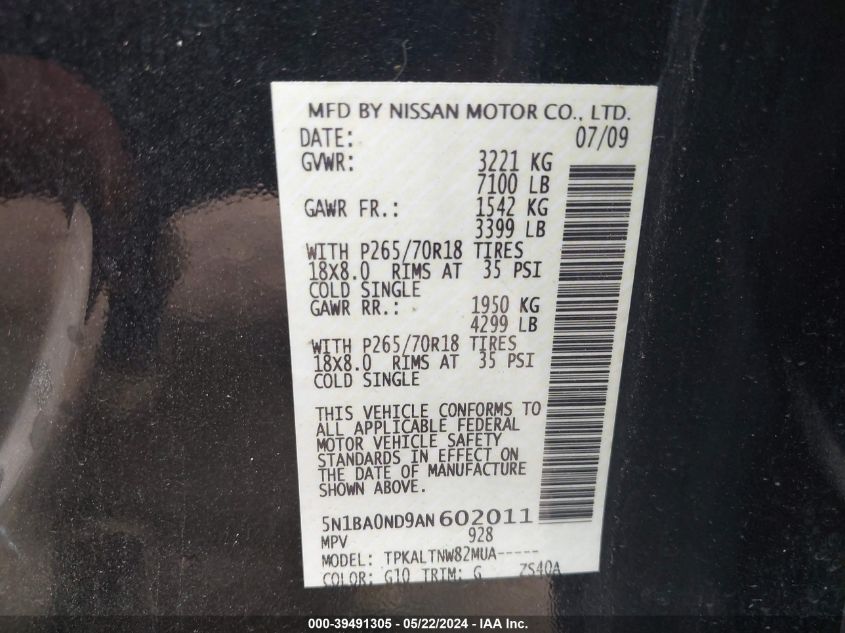 MFD BY NISSAN MOTOR CO., LTD.
DATE: 07/09
GVWR: 3221 KG
7100 LB
GAWR FR.: 1542 KG
3399 LB
WITH P265/70R18 TIRES
18X8.0 RIMS AT 35 PSI
COLD SINGLE
GAWR RR.: 1950 KG
4299 LB
WITH P265/70R18 TIRES
18X8.0 RIMS AT 35 PSI
COLD SINGLE
THIS VEHICLE CONFORMS TO
ALL APPLICABLE FEDERAL
MOTOR VEHICLE SAFETY
STANDARDS IN EFFECT ON
THE DATE OF MANUFACTURE
SHOWN ABOVE.
5N1BA0ND9AN602011
MPV 928
MODEL: TPKALTNW82MUA-----
COLOR: G10 TRIM: G ZS40A
000-39491305 - 05/22/2024 - IAA Inc.